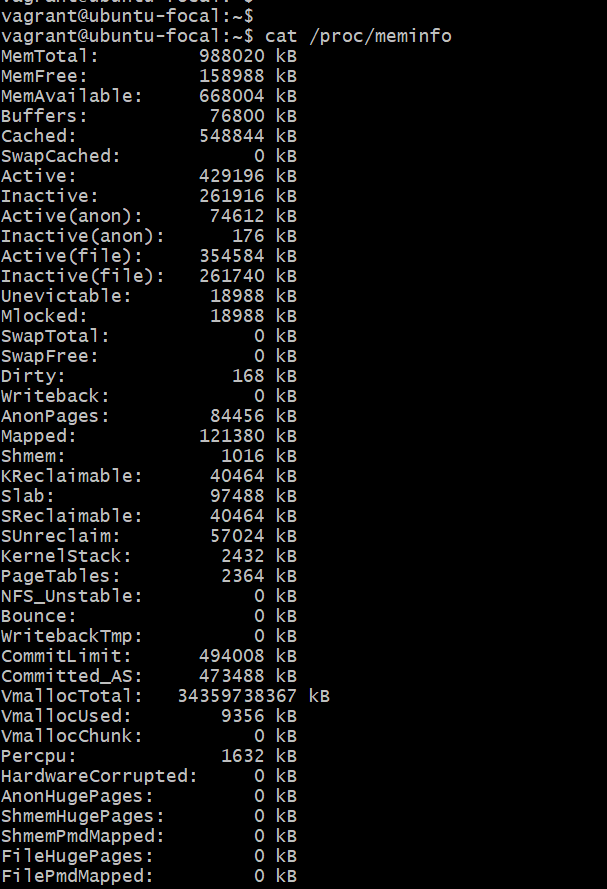 vagrant@ubuntu-focal:~$
vagrant@ubuntu-focal:~$ cat /proc/meminfo
MemTotal:         988020 kB
MemFree:          158988 kB
MemAvailable:     668004 kB
Buffers:           76800 kB
Cached:           548844 kB
SwapCached:            0 kB
Active:           429196 kB
Inactive:         261916 kB
Active(anon):      74612 kB
Inactive(anon):      176 kB
Active(file):     354584 kB
Inactive(file):   261740 kB
Unevictable:       18988 kB
Mlocked:           18988 kB
SwapTotal:             0 kB
SwapFree:              0 kB
Dirty:               168 kB
Writeback:             0 kB
AnonPages:         84456 kB
Mapped:           121380 kB
Shmem:              1016 kB
KReclaimable:      40464 kB
Slab:              97488 kB
SReclaimable:      40464 kB
SUnreclaim:        57024 kB
KernelStack:        2432 kB
PageTables:         2364 kB
NFS_Unstable:          0 kB
Bounce:                0 kB
WritebackTmp:          0 kB
CommitLimit:      494008 kB
Committed_AS:     473488 kB
VmallocTotal:   34359738367 kB
VmallocUsed:        9356 kB
VmallocChunk:          0 kB
Percpu:             1632 kB
HardwareCorrupted:     0 kB
AnonHugePages:         0 kB
ShmemHugePages:        0 kB
ShmemPmdMapped:        0 kB
FileHugePages:         0 kB
FilePmdMapped:         0 kB